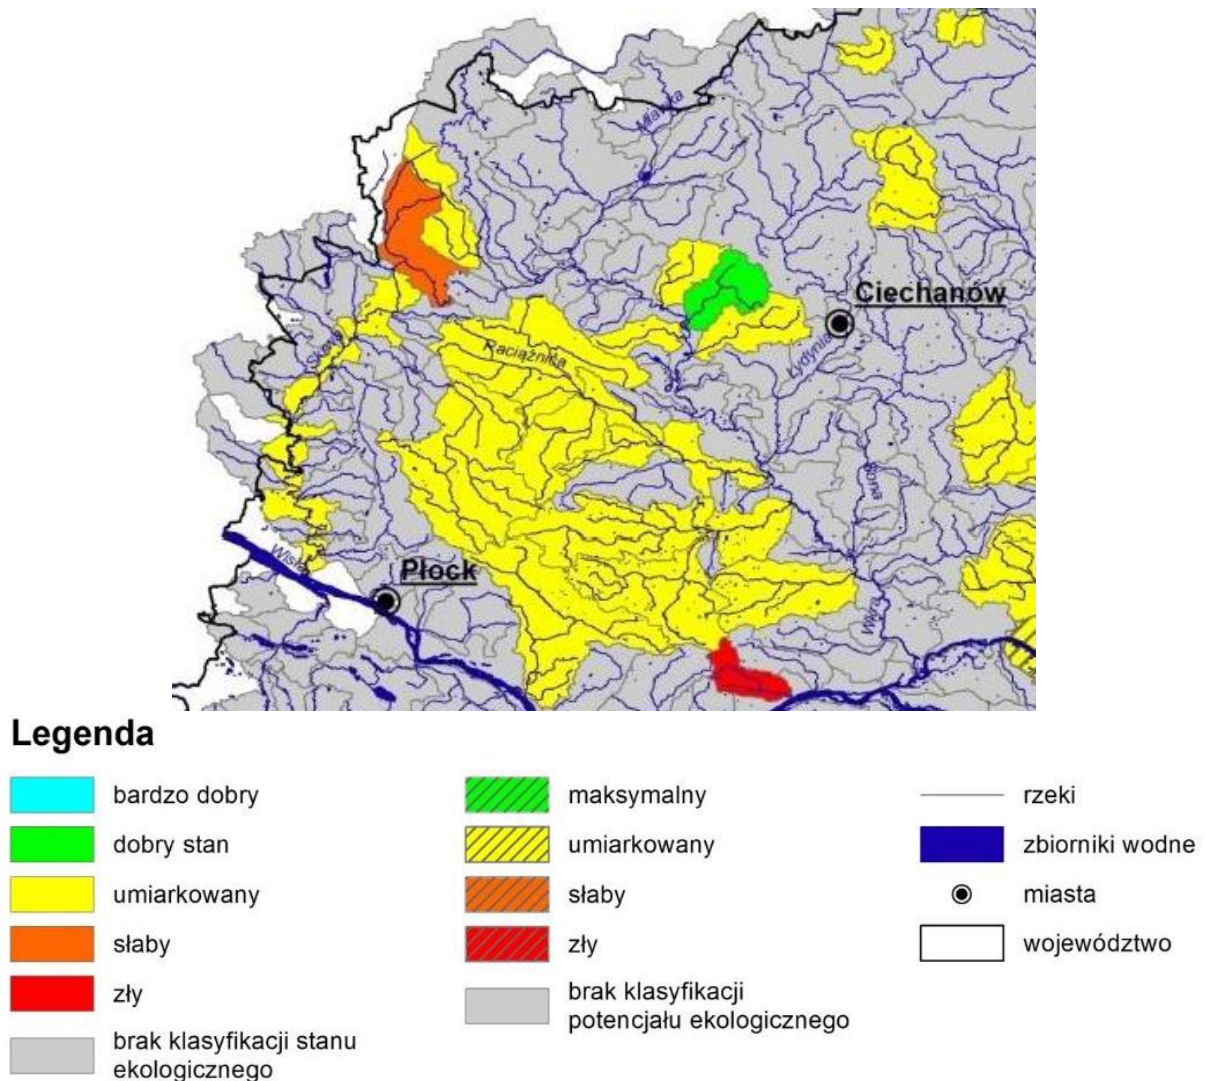 Mławka
Ciechanów
Raciążnica
Skrwa
Łydynia
Sona
Wisła
Płock
Wkra
Legenda
bardzo dobry
dobry stan
umiarkowany
słaby
zły
brak klasyfikacji stanu
ekologicznego
maksymalny
umiarkowany
słaby
zły
brak klasyfikacji
potencjału ekologicznego
rzeki
zbiorniki wodne
miasta
województwo